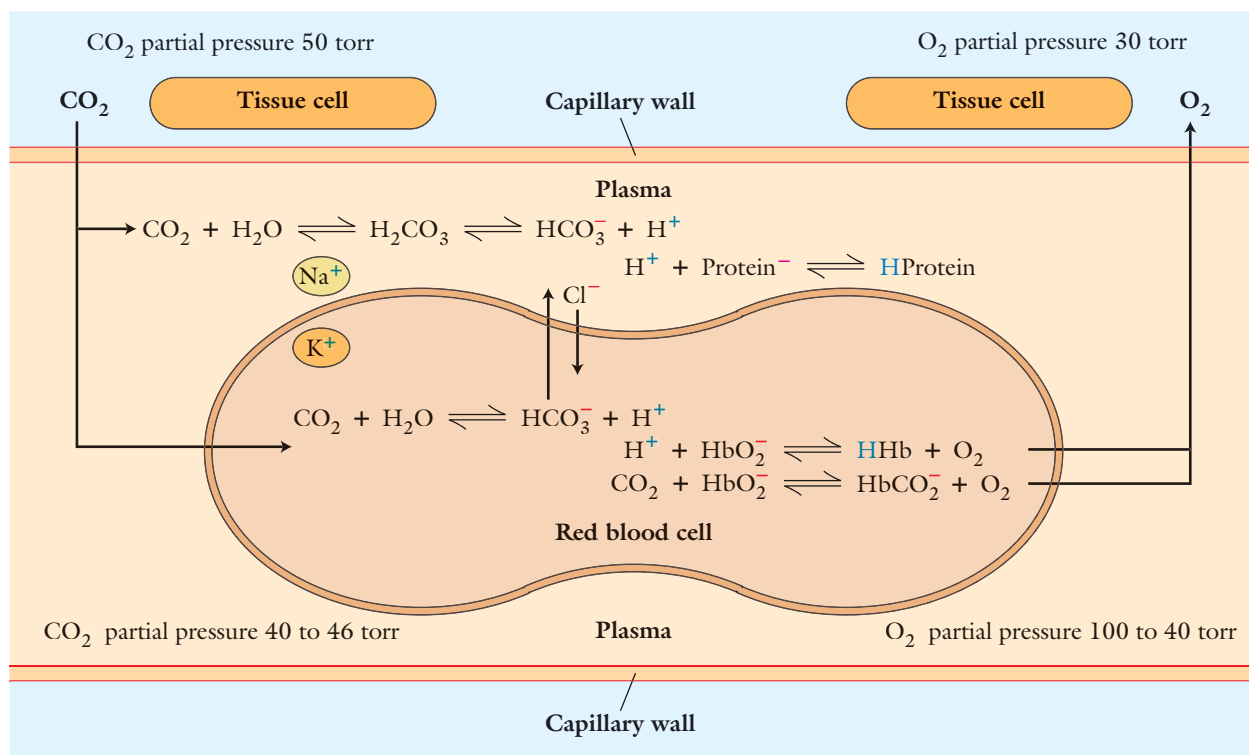 CO₂ partial pressure 50 torr
O₂ partial pressure 30 torr
CO₂
Tissue cell
Capillary wall
Tissue cell
O₂
Plasma
CO₂ + H₂O ⇌ H₂CO₃ ⇌ HCO₃⁻ + H⁺
H⁺ + Protein⁻ ⇌ HProtein
Na⁺
Cl⁻
K⁺
CO₂ + H₂O ⇌ HCO₃⁻ + H⁺
H⁺ + HbO₂⁻ ⇌ HHb + O₂
CO₂ + HbO₂⁻ ⇌ HbCO₂⁻ + O₂
Red blood cell
CO₂ partial pressure 40 to 46 torr
Plasma
O₂ partial pressure 100 to 40 torr
Capillary wall